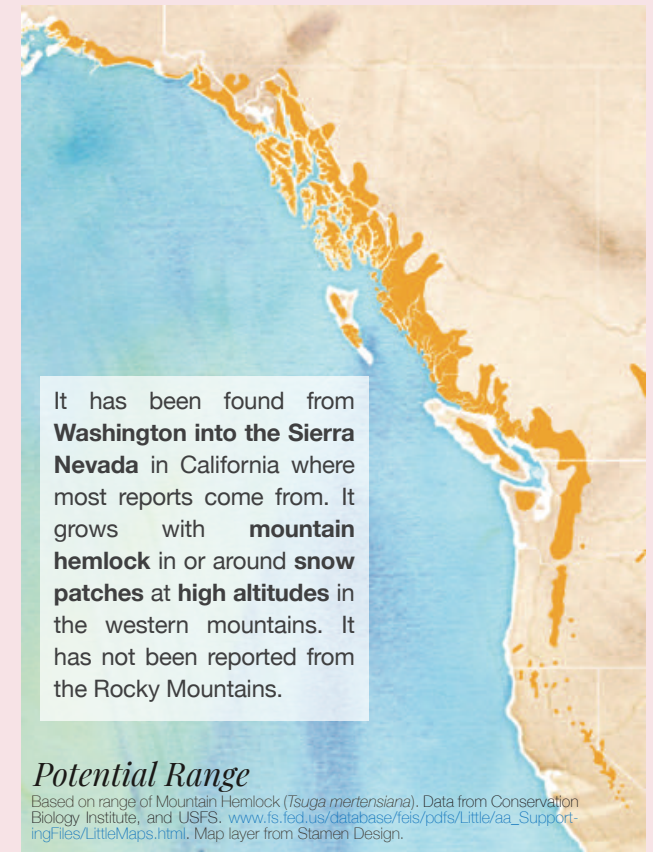 It has been found from
Washington into the Sierra
Nevada in California where
most reports come from. It
grows with mountain
hemlock in or around snow
patches at high altitudes in
the western mountains. It
has not been reported from
the Rocky Mountains.
Potential Range
Based on range of Mountain Hemlock (Tsuga mertensiana). Data from Conservation
Biology Institute, and USFS. www.fs.fed.us/database/feis/pdfs/Little/aa_Support-
ingFiles/LittleMaps.html. Map layer from Stamen Design.